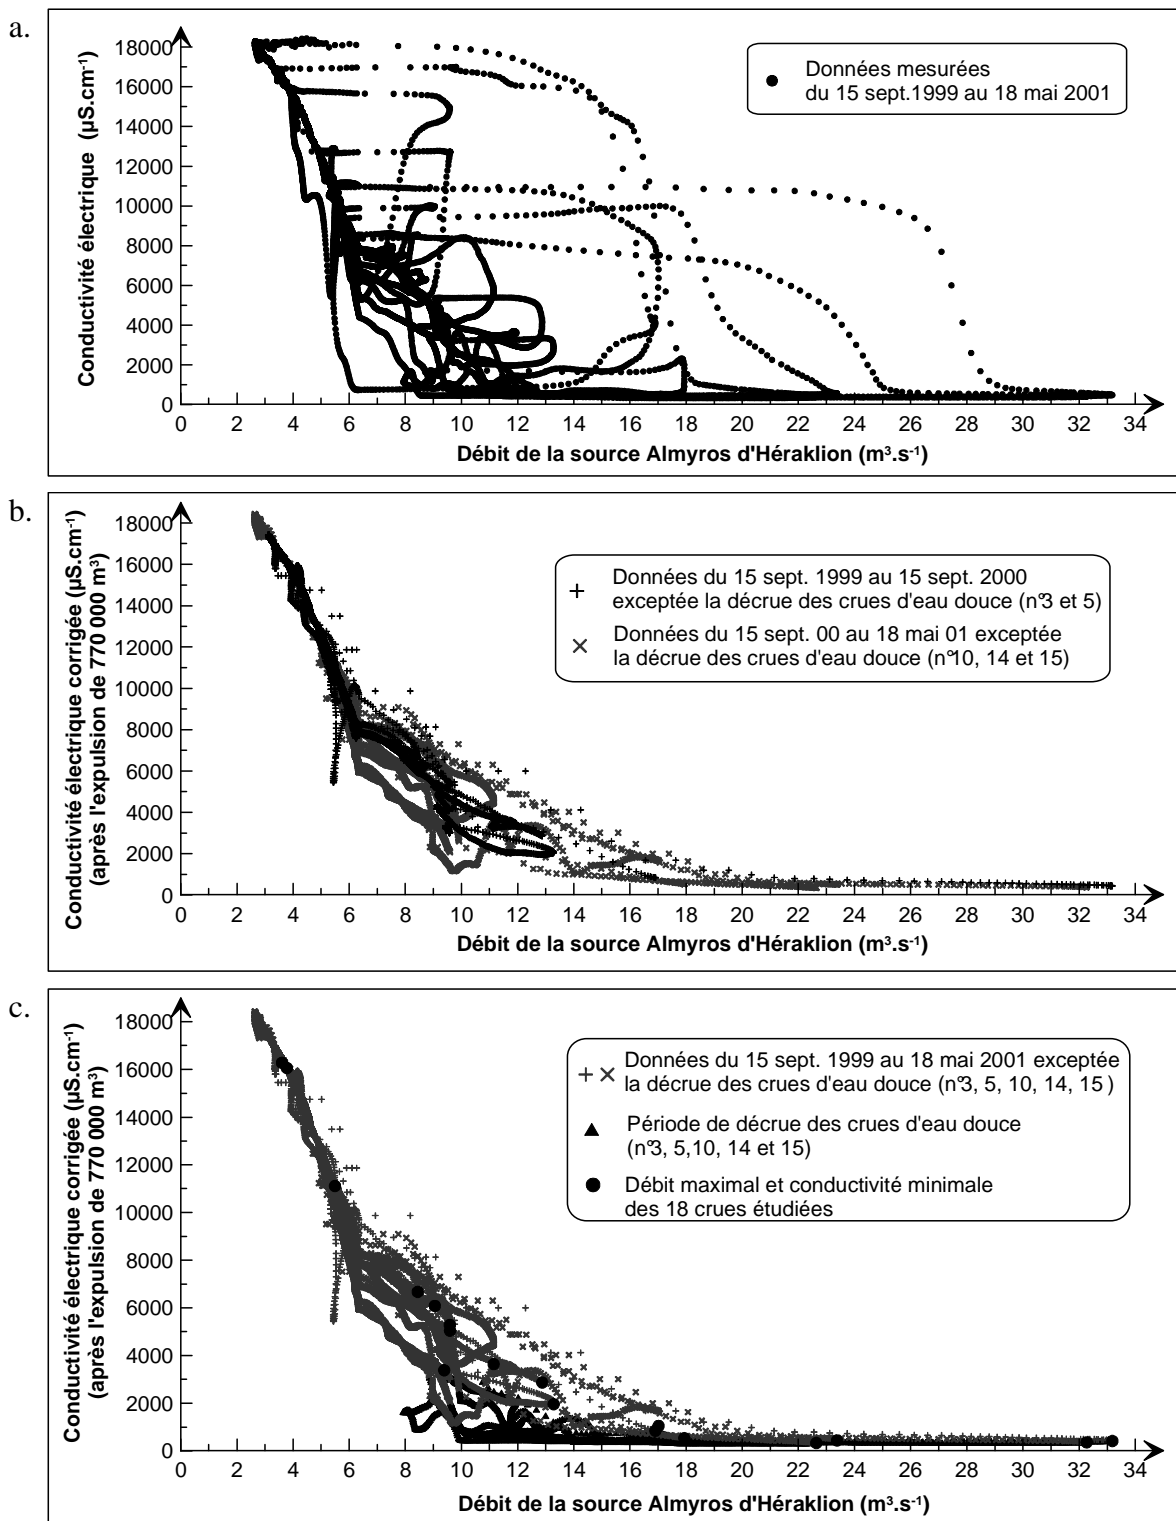 a.
18000
16000
14000
12000
10000
8000
6000
4000
2000
0
Conductivité électrique (µS.cm-1)
Données mesurées
du 15 sept.1999 au 18 mai 2001
0 2 4 6 8 10 12 14 16 18 20 22 24 26 28 30 32 34
Débit de la source Almyros d'Héraklion (m³.s-1)
b.
18000
16000
14000
12000
10000
8000
6000
4000
2000
0
Conductivité électrique corrigée (µS.cm-1)
(après l'expulsion de 770 000 m³)
Données du 15 sept. 1999 au 15 sept. 2000
exceptée la décrue des crues d'eau douce (n°3 et 5)
Données du 15 sept. 00 au 18 mai 01 exceptée
la décrue des crues d'eau douce (n°10, 14 et 15)
0 2 4 6 8 10 12 14 16 18 20 22 24 26 28 30 32 34
Débit de la source Almyros d'Héraklion (m³.s-1)
c.
18000
16000
14000
12000
10000
8000
6000
4000
2000
0
Conductivité électrique corrigée (µS.cm-1)
(après l'expulsion de 770 000 m³)
Données du 15 sept. 1999 au 18 mai 2001 exceptée
la décrue des crues d'eau douce (n°3, 5, 10, 14, 15 )
Période de décrue des crues d'eau douce
(n°3, 5,10, 14 et 15)
Débit maximal et conductivité minimale
des 18 crues étudiées
0 2 4 6 8 10 12 14 16 18 20 22 24 26 28 30 32 34
Débit de la source Almyros d'Héraklion (m³.s-1)